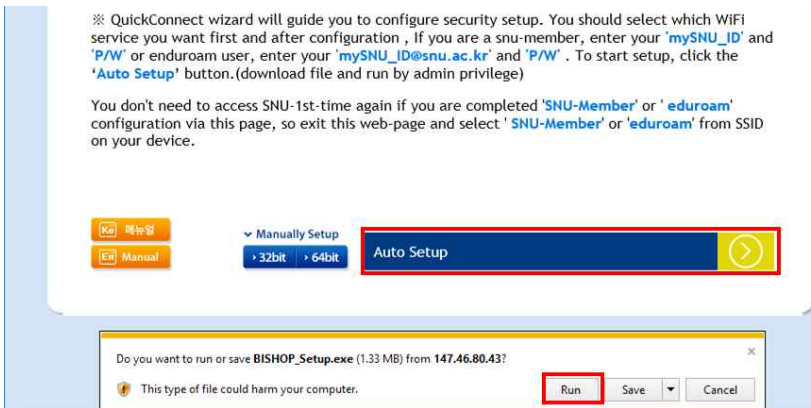 ※ QuickConnect wizard will guide you to configure security setup. You should select which WiFi
service you want first and after configuration , If you are a snu-member, enter your 'mySNU_ID' and
'P/W' or enduroam user, enter your 'mySNU_ID@snu.ac.kr' and 'P/W' . To start setup, click the
‘Auto Setup’ button.(download file and run by admin privilege)
You don't need to access SNU-1st-time again if you are completed 'SNU-Member' or ' eduroam'
configuration via this page, so exit this web-page and select ' SNU-Member' or 'eduroam' from SSID
on your device.
Ko 메뉴얼
En Manual
Manually Setup
32bit 64bit
Auto Setup
Do you want to run or save BISHOP_Setup.exe (1.33 MB) from 147.46.80.43?
This type of file could harm your computer.
Run Save Cancel